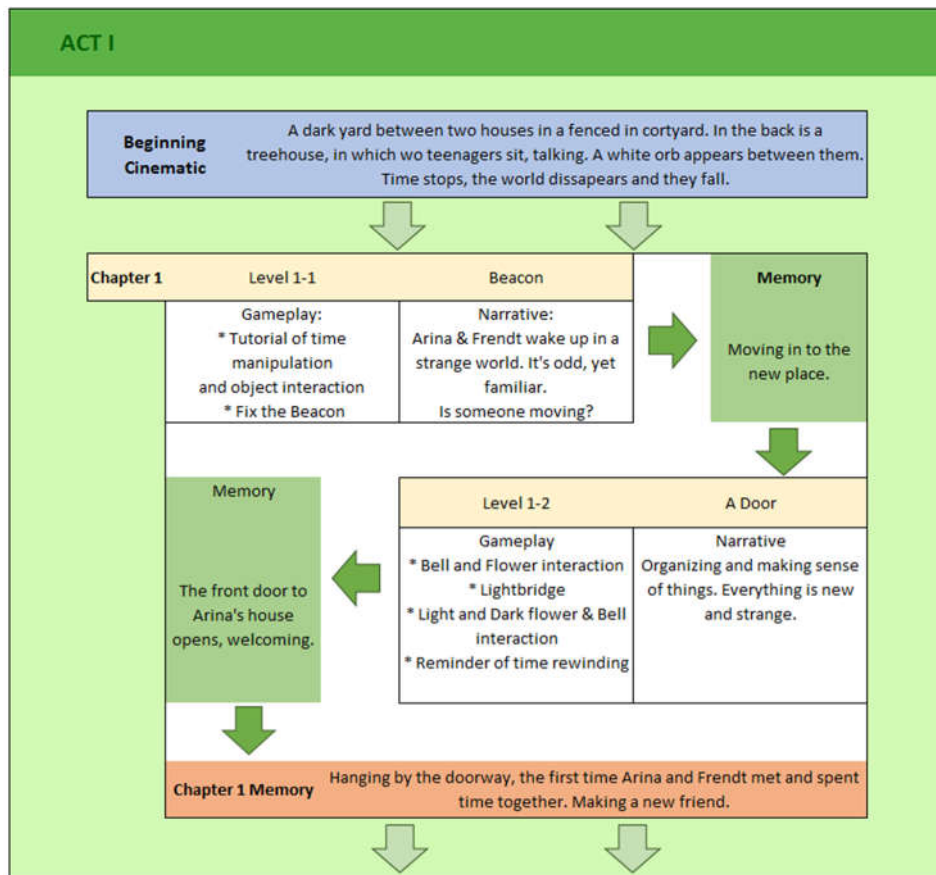 ACT I
Beginning
Cinematic
A dark yard between two houses in a fenced in cortyard. In the back is a
treehouse, in which wo teenagers sit, talking. A white orb appears between them.
Time stops, the world dissapears and they fall.
Chapter 1
Level 1-1
Beacon
Gameplay:
* Tutorial of time
manipulation
and object interaction
* Fix the Beacon
Narrative:
Arina & Frendt wake up in a
strange world. It's odd, yet
familiar.
Is someone moving?
Memory
Moving in to the
new place.
Level 1-2
A Door
Gameplay
* Bell and Flower interaction
* Lightbridge
* Light and Dark flower & Bell
interaction
* Reminder of time rewinding
Narrative
Organizing and making sense
of things. Everything is new
and strange.
Memory
The front door to
Arina's house
opens, welcoming.
Chapter 1 Memory
Hanging by the doorway, the first time Arina and Frendt met and spent
time together. Making a new friend.